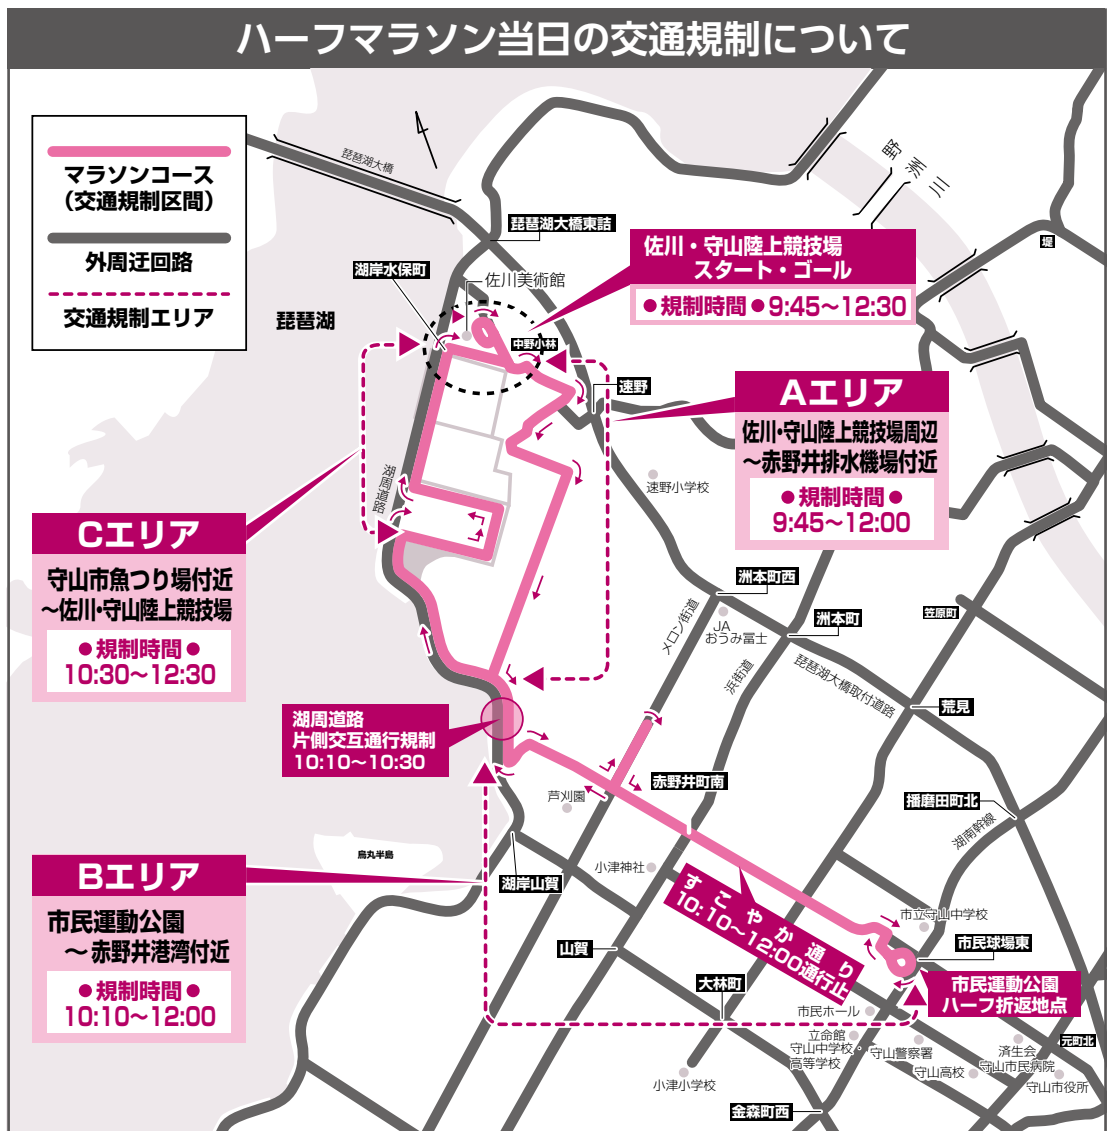 ハーフマラソン当日の交通規制について
マラソンコース
（交通規制区間）
外周迂回路
交通規制エリア
琵琶湖大橋
野洲川
琵琶湖大橋東詰
堤
湖岸水保町
佐川美術館
佐川・守山陸上競技場
スタート・ゴール
●規制時間●9:45〜12:30
琵琶湖
中野小林
速野
Aエリア
佐川・守山陸上競技場周辺
〜赤野井排水機場付近
●規制時間●
9:45〜12:00
湖周道路
速野小学校
Cエリア
守山市魚つり場付近
〜佐川・守山陸上競技場
●規制時間●
10:30〜12:30
洲本町西
メロン街道
JA
おうみ冨士
洲本町
笠原町
浜街道
琵琶湖大橋取付道路
荒見
湖周道路
片側交互通行規制
10:10〜10:30
赤野井町南
芦刈園
播磨田町北
湖南幹線
烏丸半島
湖岸山賀
小津神社
Bエリア
市民運動公園
〜赤野井港湾付近
●規制時間●
10:10〜12:00
すこやか通り
10:10〜12:00通行止
市立守山中学校
市民球場東
山賀
大林町
市民運動公園
ハーフ折返地点
市民ホール
立命館
守山中学校・
高等学校
守山警察署
守山高校
済生会
守山市民病院
元町北
守山市役所
小津小学校
金森町西